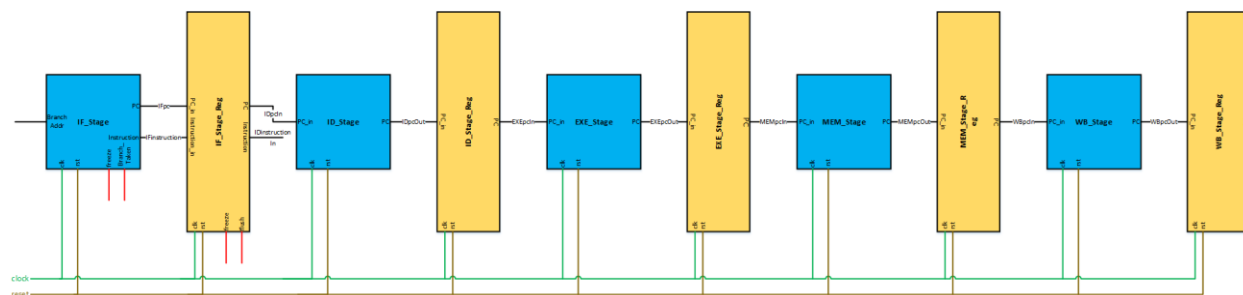 Branch
Addr
IF_Stage
PC
Instruction
clk
rst
freeze
Branch_
Taken
IFpc
IFinstruction
PC_in
Instruction_in
IF_Stage_Reg
PC
Instruction
clk
rst
freeze
flush
IDpcIn
IDinstruction
In
PC_in
ID_Stage
PC
clk
rst
IDpcOut
PC_in
ID_Stage_Reg
PC
clk
rst
EXEpcIn
PC_in
EXE_Stage
PC
clk
rst
EXEpcOut
PC_in
EXE_Stage_Reg
PC
clk
rst
MEMpcIn
PC_in
MEM_Stage
PC
clk
rst
MEMpcOut
PC_in
MEM_Stage_R
eg
PC
clk
rst
WBpcIn
PC_in
WB_Stage
PC
clk
rst
WBpcOut
PC_in
WB_Stage_Reg
clk
rst
clock